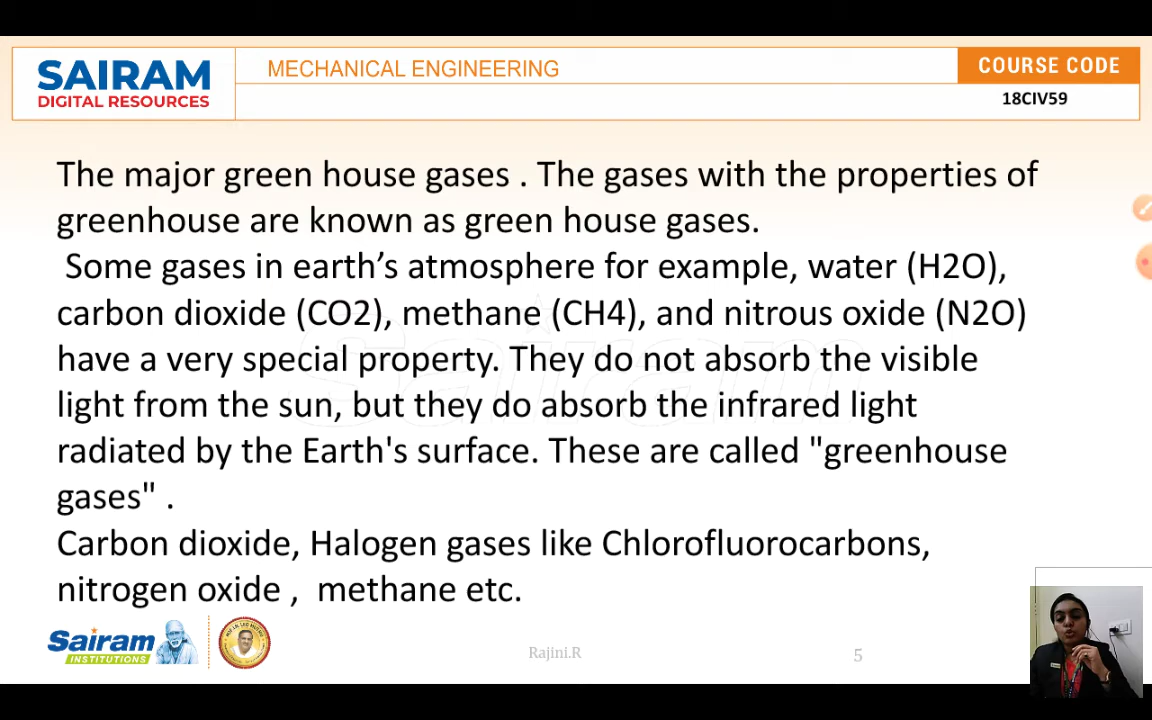 SAIRAM
DIGITAL RESOURCES
MECHANICAL ENGINEERING
COURSE CODE
18CIV59
The major green house gases . The gases with the properties of
greenhouse are known as green house gases.
Some gases in earth’s atmosphere for example, water (H2O),
carbon dioxide (CO2), methane (CH4), and nitrous oxide (N2O)
have a very special property. They do not absorb the visible
light from the sun, but they do absorb the infrared light
radiated by the Earth's surface. These are called "greenhouse
gases" .
Carbon dioxide, Halogen gases like Chlorofluorocarbons,
nitrogen oxide ,  methane etc.
Sairam
Sairam
INSTITUTIONS
Rajini.R
5